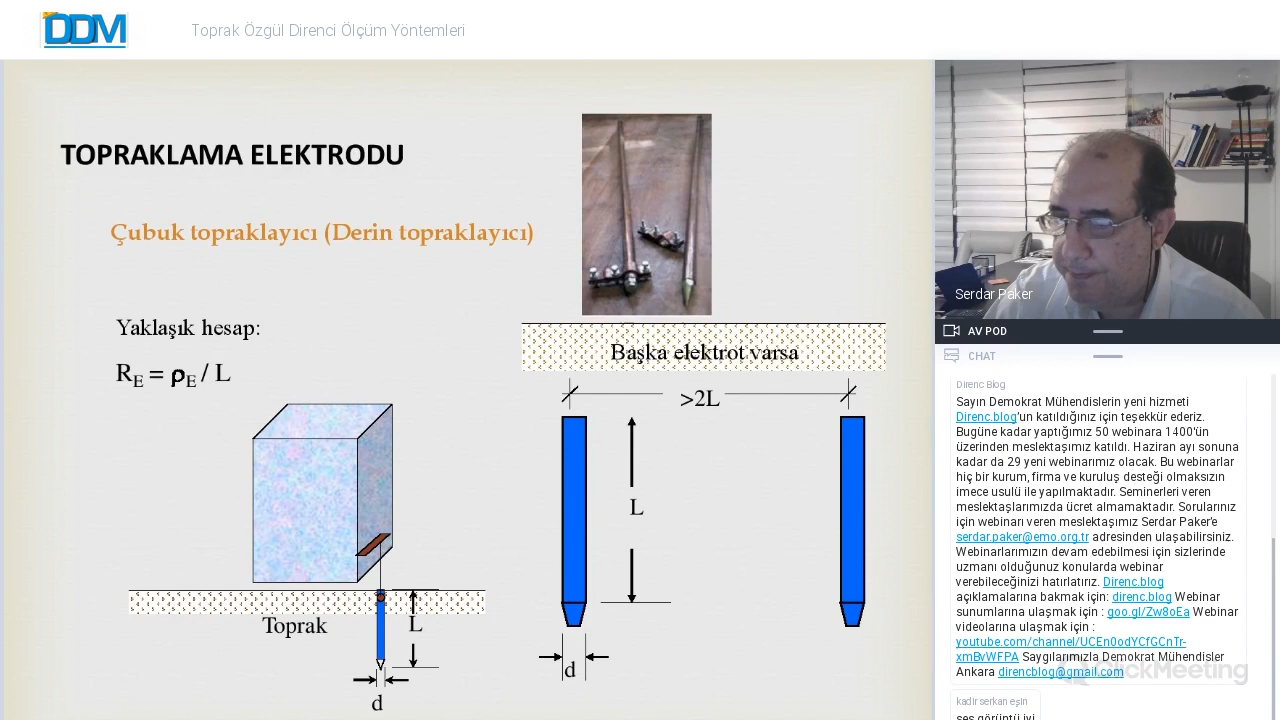 DDM
Toprak Özgül Direnci Ölçüm Yöntemleri
TOPRAKLAMA ELEKTRODU
Çubuk topraklayıcı (Derin topraklayıcı)
Yaklaşık hesap:
RE = ρE / L
Başka elektrot varsa
>2L
L
d
Toprak
L
d
Serdar Paker
AV POD
CHAT
Direnc Blog
Sayın Demokrat Mühendislerin yeni hizmeti
Direnc.blog'un katıldığınız için teşekkür ederiz.
Bugüne kadar yaptığımız 50 webinara 1400'ün
üzerinden meslektaşımız katıldı. Haziran ayı sonuna
kadar da 29 yeni webinarımız olacak. Bu webinarlar
hiç bir kurum, firma ve kuruluş desteği olmaksızın
imece usulü ile yapılmaktadır. Seminerleri veren
meslektaşlarımızda ücret almamaktadır. Sorularınız
için webinarı veren meslektaşımız Serdar Paker'e
serdar.paker@emo.org.tr adresinden ulaşabilirsiniz.
Webinarlarımızın devam edebilmesi için sizlerinde
uzmanı olduğunuz konularda webinar
verebileceğinizi hatırlatırız. Direnc.blog
açıklamalarına bakmak için: direnc.blog Webinar
sunumlarına ulaşmak için : goo.gl/Zw8oEa Webinar
videolarına ulaşmak için :
youtube.com/channel/UCEn0odYCfGCnTr-
xmBvWFPA Saygılarımızla Demokrat Mühendisler
Ankara direncblog@gmail.com
ClickMeeting
kadir serkan eşin
ses görüntü iyi